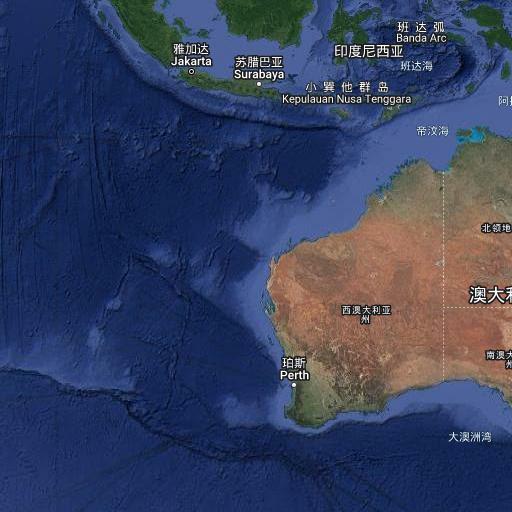 班达弧
Banda Arc
雅加达
Jakarta
印度尼西亚
苏腊巴亚
Surabaya
班达海
小巽他群岛
Kepulauan Nusa Tenggara
帝汶海
北领地
澳大利
西澳大利亚
州
南澳大
州
珀斯
Perth
大澳洲湾